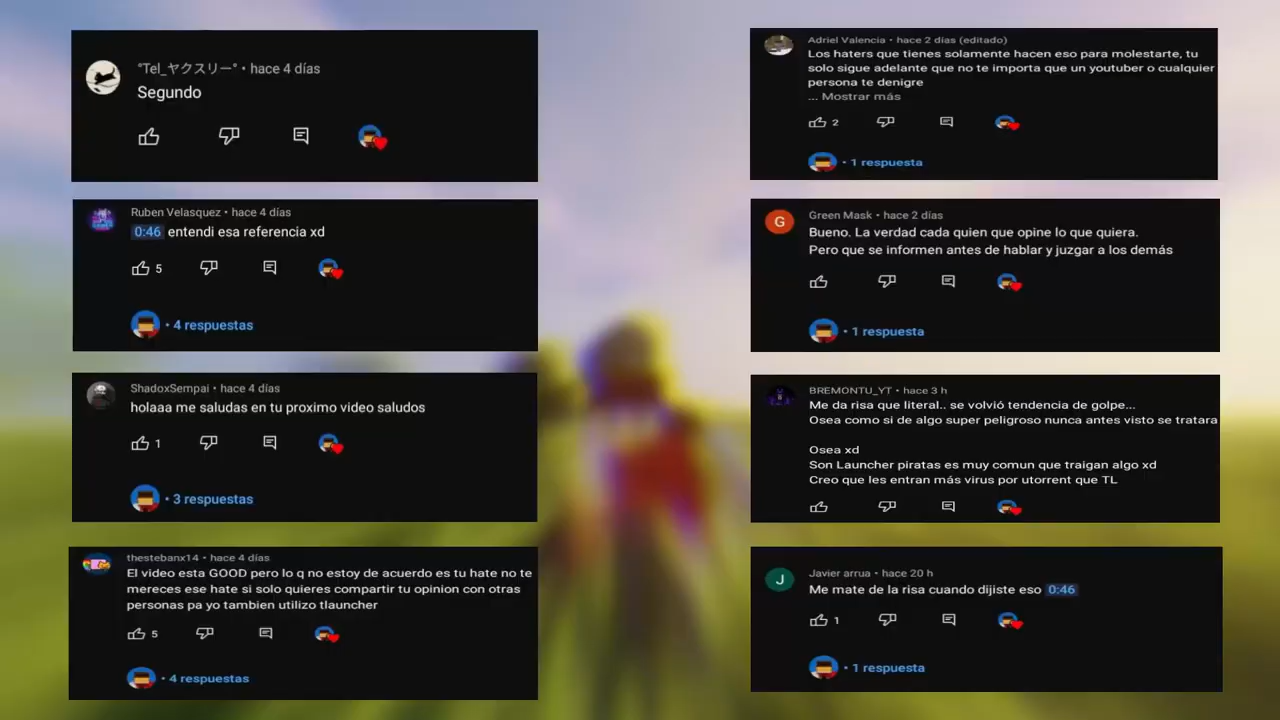 "Tel_ヤクスリー" • hace 4 días
Segundo
Ruben Velasquez • hace 4 días
0:46 entendi esa referencia xd
5
• 4 respuestas
ShadoxSempai • hace 4 días
holaaa me saludas en tu proximo video saludos
1
• 3 respuestas
thestebanx14 • hace 4 días
El video esta GOOD pero lo q no estoy de acuerdo es tu hate no te
mereces ese hate si solo quieres compartir tu opinion con otras
personas pa yo tambien utilizo tlauncher
5
• 4 respuestas
Adriel Valencia • hace 2 días (editado)
Los haters que tienes solamente hacen eso para molestarte, tu
solo sigue adelante que no te importa que un youtuber o cualquier
persona te denigre
... Mostrar más
2
• 1 respuesta
G
Green Mask • hace 2 días
Bueno. La verdad cada quien que opine lo que quiera.
Pero que se informen antes de hablar y juzgar a los demás
• 1 respuesta
BREMONTU_YT • hace 3 h
Me da risa que literal.. se volvió tendencia de golpe...
Osea como si de algo super peligroso nunca antes visto se tratara
Osea xd
Son Launcher piratas es muy comun que traigan algo xd
Creo que les entran más virus por utorrent que TL
J
Javier arrua • hace 20 h
Me mate de la risa cuando dijiste eso 0:46
1
• 1 respuesta